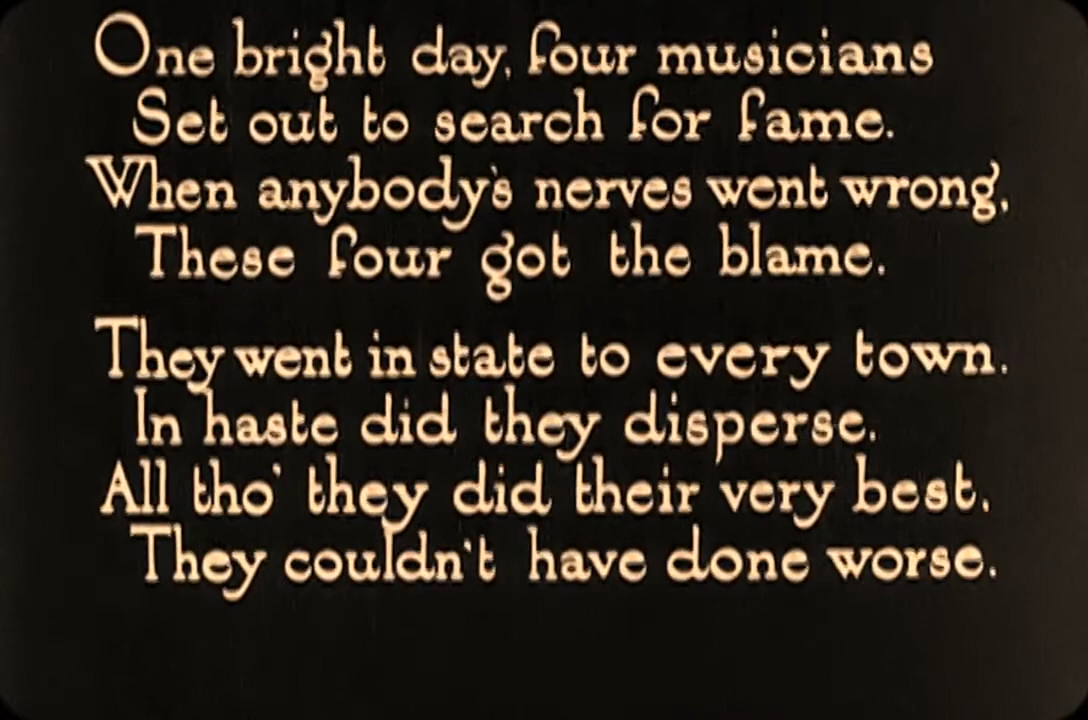 One bright day, four musicians
Set out to search for fame.
When anybody's nerves went wrong,
These four got the blame.
They went in state to every town.
In haste did they disperse.
All tho' they did their very best,
They couldn't have done worse.